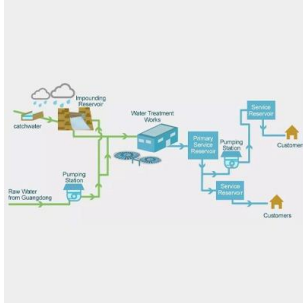 Impounding
Reservoir
catchwater
Water Treatment
Works
Service
Reservoir
Customer
Primary
Service
Reservoir
Pumping
Station
Pumping
Station
Raw Water
from Guangdong
Service
Reservoir
Customers